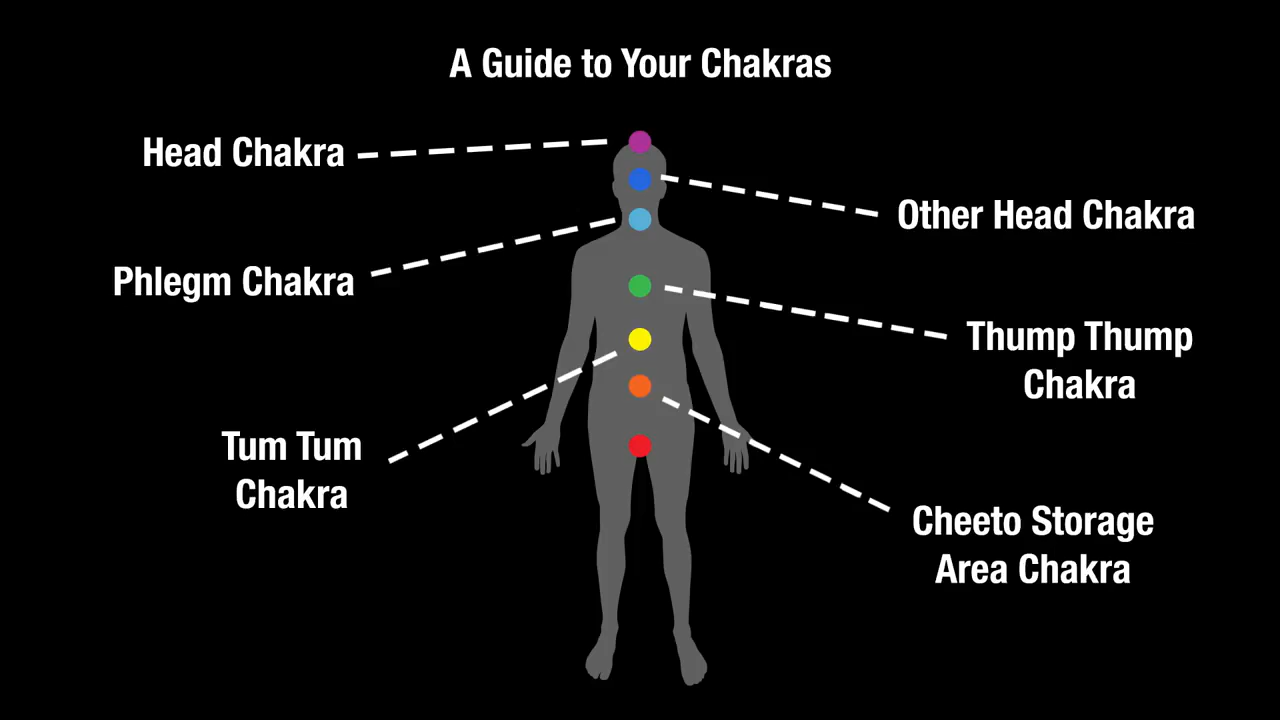 A Guide to Your Chakras
Head Chakra
Other Head Chakra
Phlegm Chakra
Thump Thump
Chakra
Tum Tum
Chakra
Cheeto Storage
Area Chakra